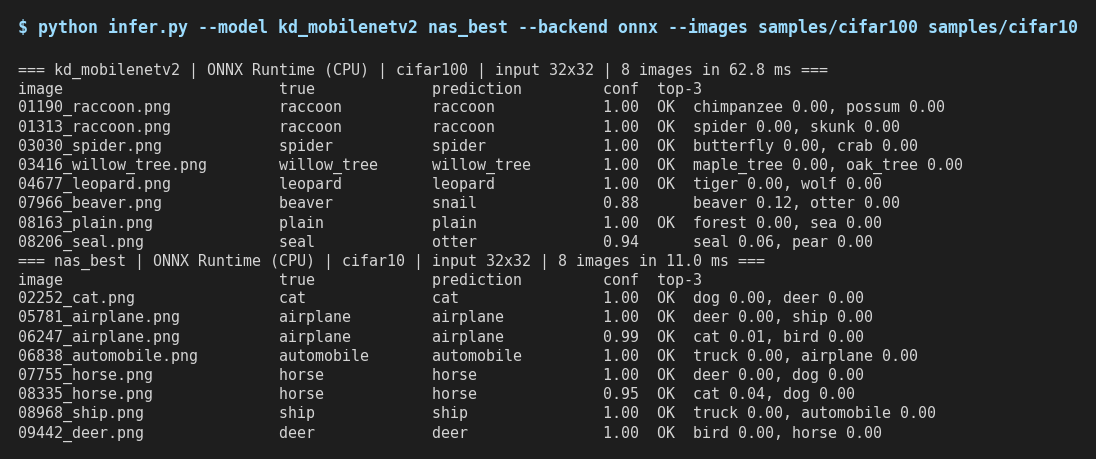 $ python infer.py --model kd_mobilenetv2 nas_best --backend onnx --images samples/cifar100 samples/cifar10
=== kd_mobilenetv2 | ONNX Runtime (CPU) | cifar100 | input 32x32 | 8 images in 62.8 ms ===
image                        true             prediction         conf  top-3
01190_raccoon.png            raccoon          raccoon            1.00  OK  chimpanzee 0.00, possum 0.00
01313_raccoon.png            raccoon          raccoon            1.00  OK  spider 0.00, skunk 0.00
03030_spider.png             spider           spider             1.00  OK  butterfly 0.00, crab 0.00
03416_willow_tree.png        willow_tree      willow_tree        1.00  OK  maple_tree 0.00, oak_tree 0.00
04677_leopard.png            leopard          leopard            1.00  OK  tiger 0.00, wolf 0.00
07966_beaver.png             beaver           snail              0.88      beaver 0.12, otter 0.00
08163_plain.png              plain            plain              1.00  OK  forest 0.00, sea 0.00
08206_seal.png               seal             otter              0.94      seal 0.06, pear 0.00
=== nas_best | ONNX Runtime (CPU) | cifar10 | input 32x32 | 8 images in 11.0 ms ===
image                        true             prediction         conf  top-3
02252_cat.png                cat              cat                1.00  OK  dog 0.00, deer 0.00
05781_airplane.png           airplane         airplane           1.00  OK  deer 0.00, ship 0.00
06247_airplane.png           airplane         airplane           0.99  OK  cat 0.01, bird 0.00
06838_automobile.png         automobile       automobile         1.00  OK  truck 0.00, airplane 0.00
07755_horse.png              horse            horse              1.00  OK  deer 0.00, dog 0.00
08335_horse.png              horse            horse              0.95  OK  cat 0.04, dog 0.00
08968_ship.png               ship             ship               1.00  OK  truck 0.00, automobile 0.00
09442_deer.png               deer             deer               1.00  OK  bird 0.00, horse 0.00